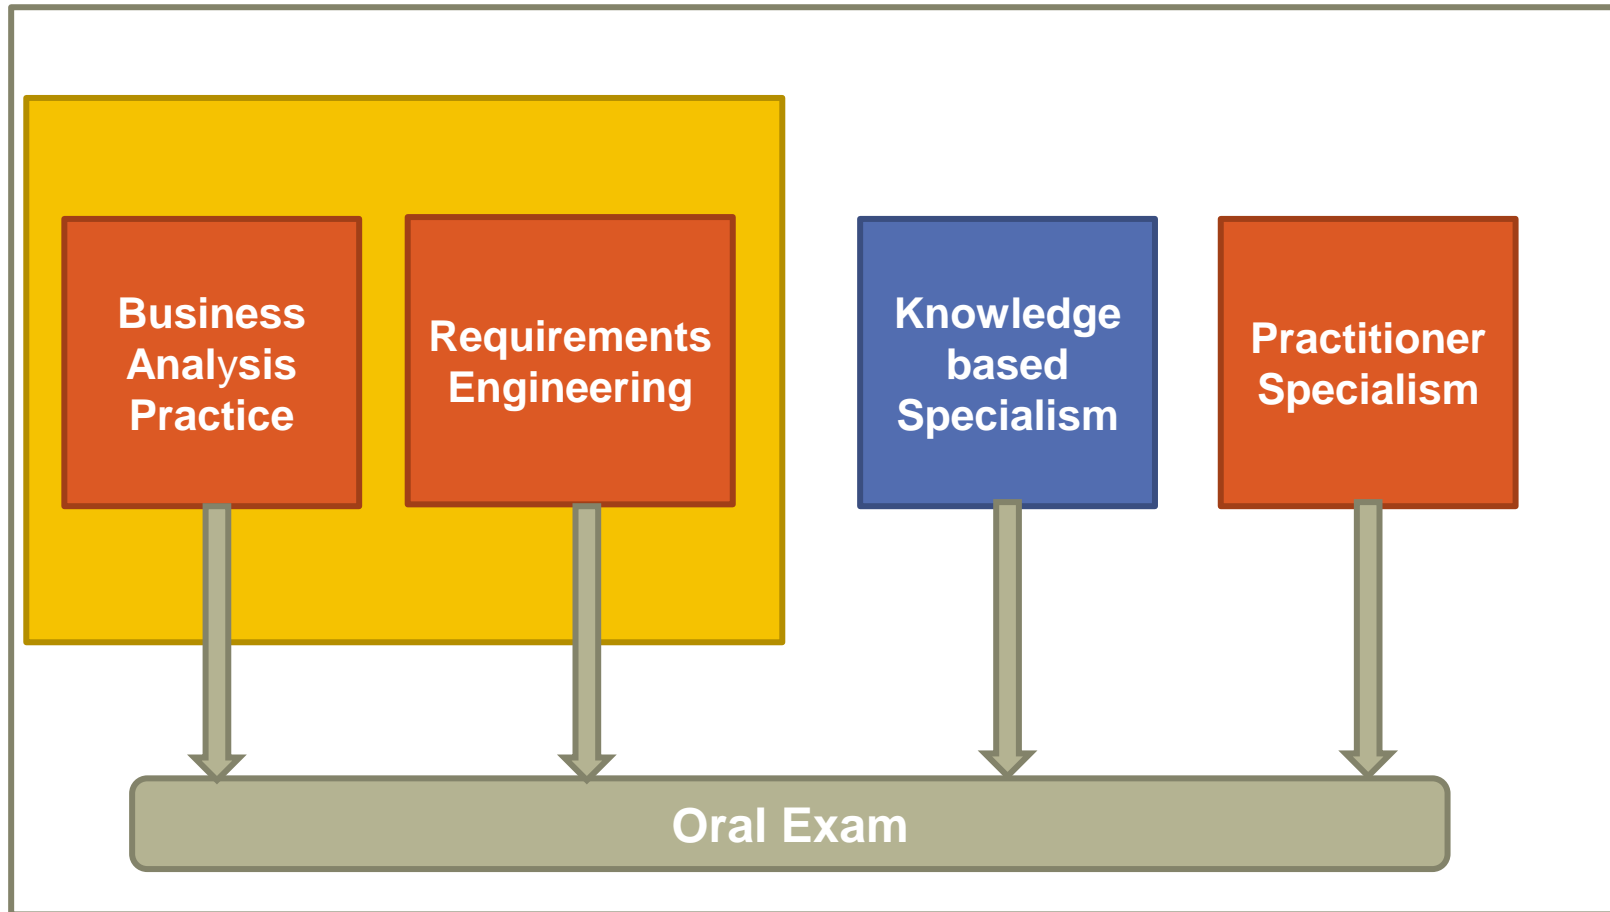 Business
Analysis
Practice
Requirements
Engineering
Knowledge
based
Specialism
Practitioner
Specialism
Oral Exam